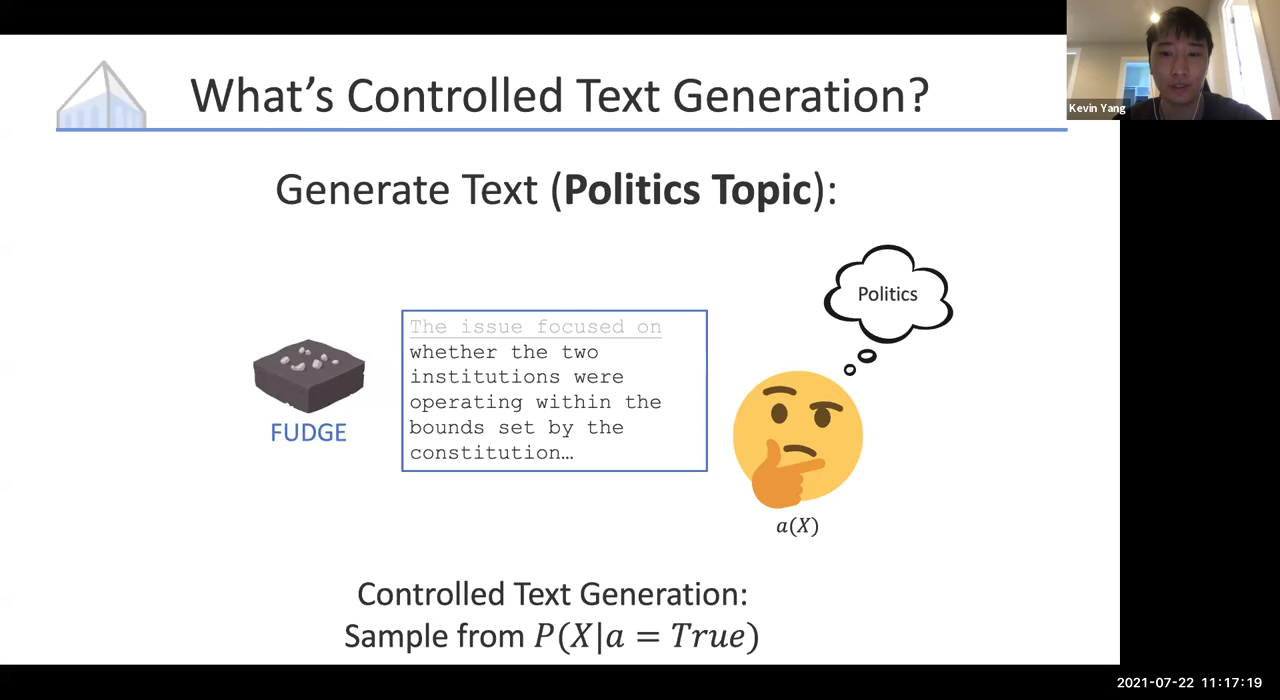 What's Controlled Text Generation?
Kevin Yang
Generate Text (Politics Topic):
Politics
The issue focused on
whether the two
institutions were
operating within the
bounds set by the
constitution…
FUDGE
a(X)
Controlled Text Generation:
Sample from P(X|a = True)
2021-07-22 11:17:19